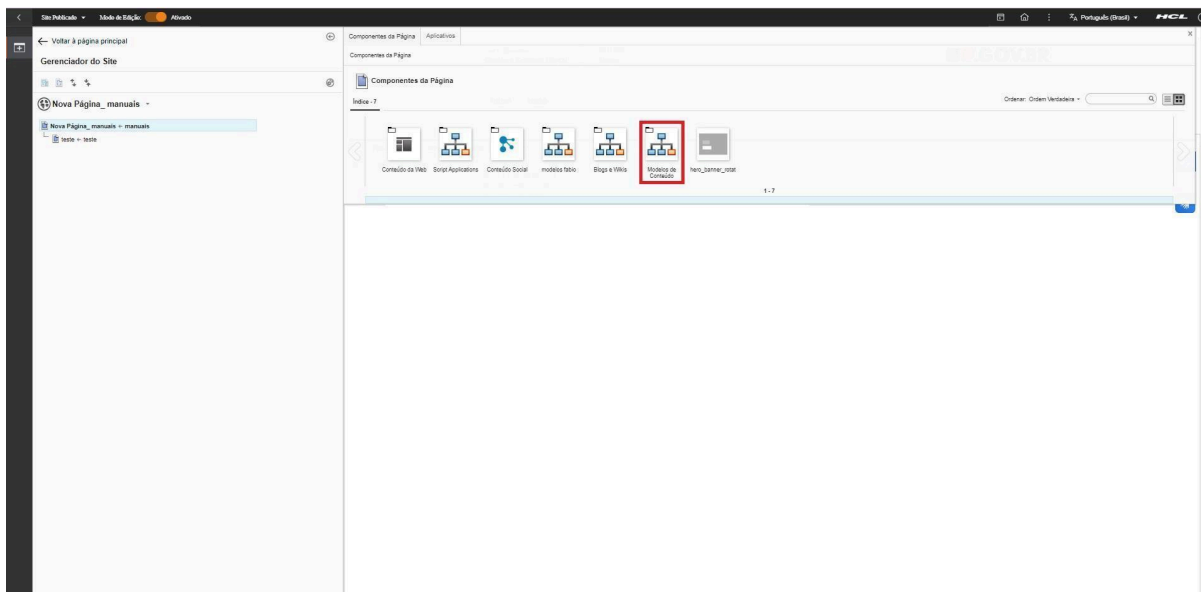 Site Publicado
Modo de Edição: Ativado
Português (Brasil)
HCL
Voltar à página principal
Gerenciador do Site
Nova Página_ manuais
Nova Página_ manuais ÷ manuais
teste ÷ teste
Componentes da Página
Aplicativos
Componentes da Página
Componentes da Página
Índice - 7
Ordenar: Ordem Verdadeira
Conteúdo da Web
Script Applications
Conteúdo Social
modelos fabio
Blogs e Wikis
Modelos de
Conteúdo
hero_banner_rotat
1 - 7